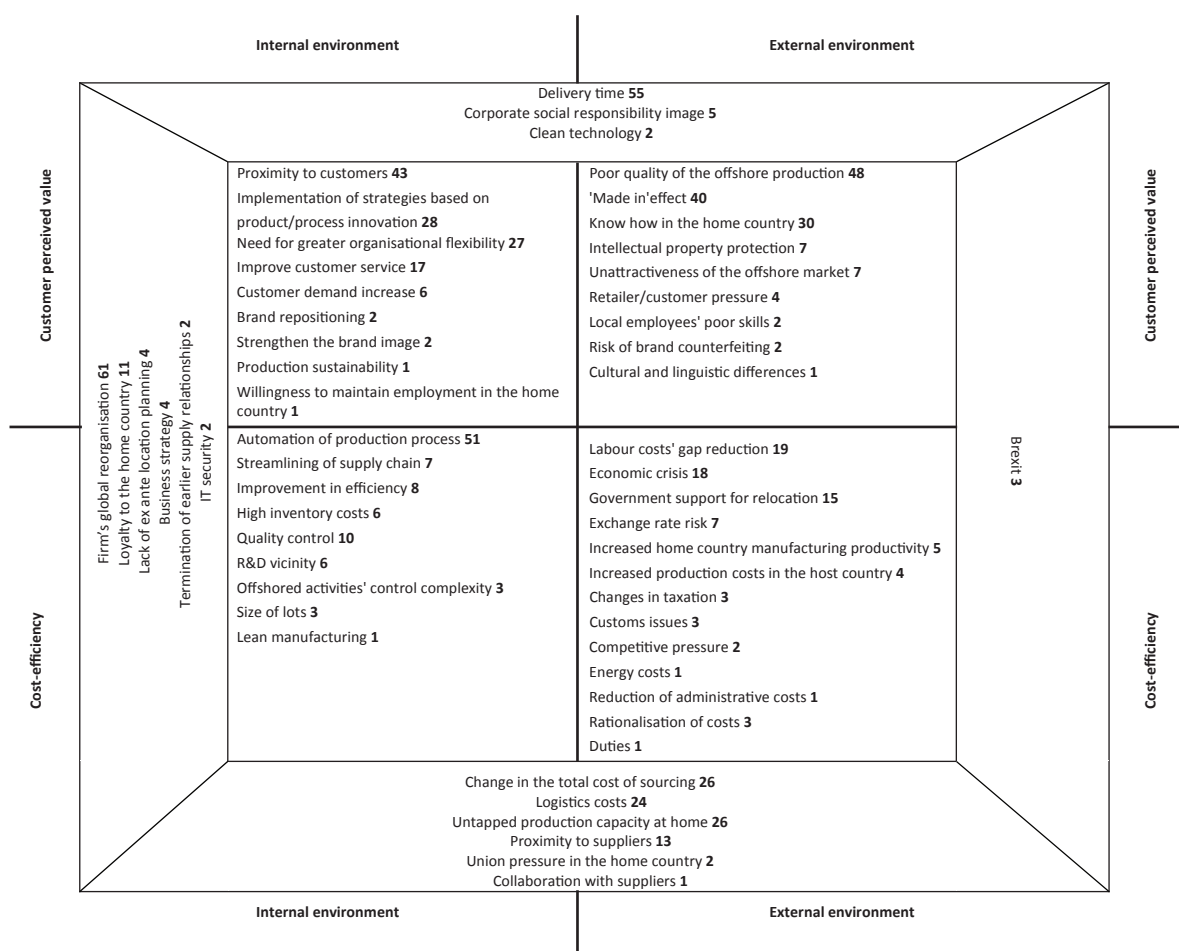 Internal environment
External environment
Delivery time 55
Corporate social responsibility image 5
Clean technology 2
Customer perceived value
Customer perceived value
Proximity to customers 43
Implementation of strategies based on
product/process innovation 28
Need for greater organisational flexibility 27
Improve customer service 17
Customer demand increase 6
Brand repositioning 2
Strengthen the brand image 2
Production sustainability 1
Willingness to maintain employment in the home
country 1
Poor quality of the offshore production 48
'Made in'effect 40
Know how in the home country 30
Intellectual property protection 7
Unattractiveness of the offshore market 7
Retailer/customer pressure 4
Local employees' poor skills 2
Risk of brand counterfeiting 2
Cultural and linguistic differences 1
Firm's global reorganisation 61
Loyalty to the home country 11
Lack of ex ante location planning 4
Business strategy 4
Termination of earlier supply relationships 2
IT security 2
Brexit 3
Cost-efficiency
Cost-efficiency
Automation of production process 51
Streamlining of supply chain 7
Improvement in efficiency 8
High inventory costs 6
Quality control 10
R&D vicinity 6
Offshored activities' control complexity 3
Size of lots 3
Lean manufacturing 1
Labour costs' gap reduction 19
Economic crisis 18
Government support for relocation 15
Exchange rate risk 7
Increased home country manufacturing productivity 5
Increased production costs in the host country 4
Changes in taxation 3
Customs issues 3
Competitive pressure 2
Energy costs 1
Reduction of administrative costs 1
Rationalisation of costs 3
Duties 1
Change in the total cost of sourcing 26
Logistics costs 24
Untapped production capacity at home 26
Proximity to suppliers 13
Union pressure in the home country 2
Collaboration with suppliers 1
Internal environment
External environment